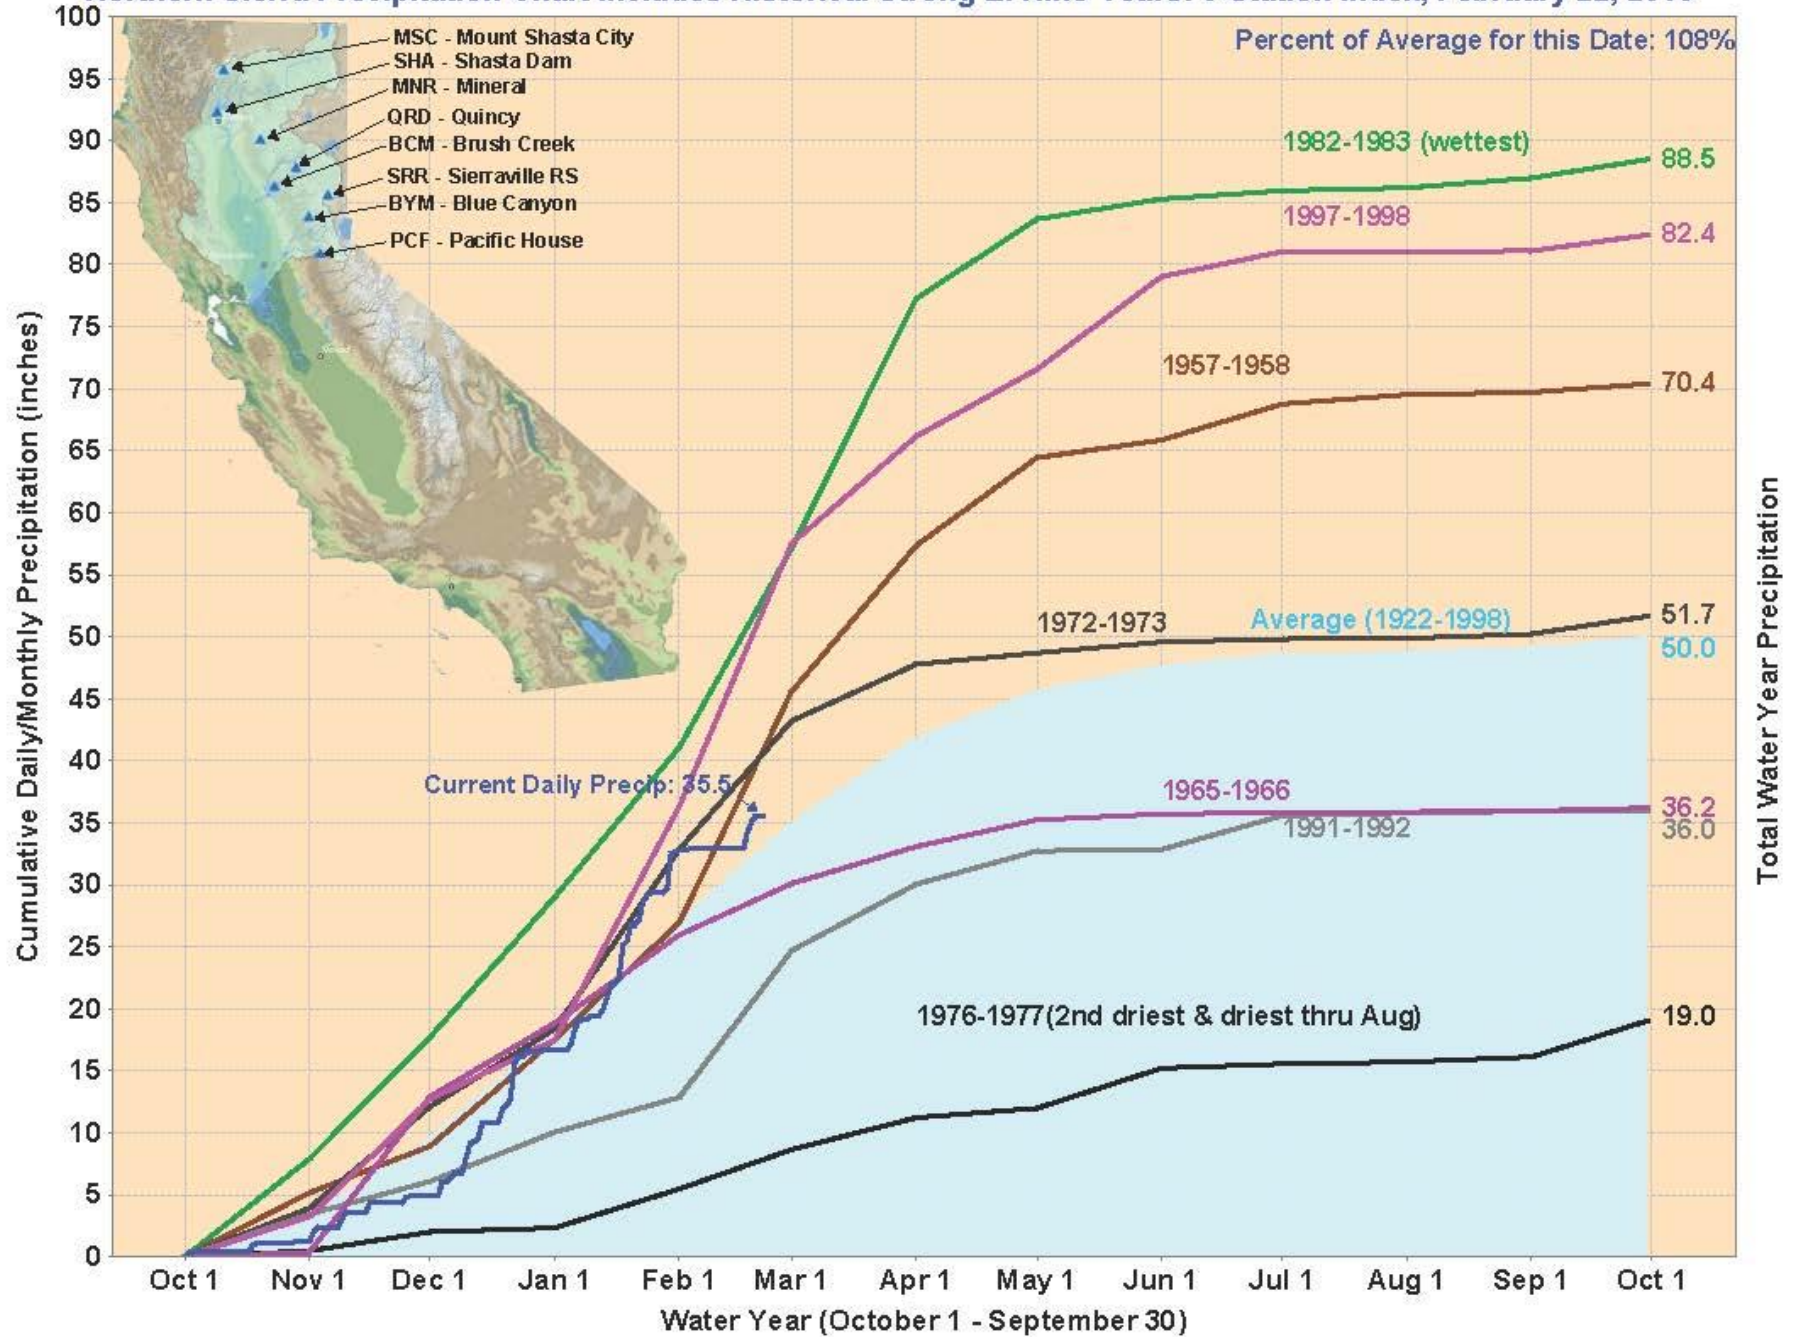 Percent of Average for this Date: 108%
MSC - Mount Shasta City
SHA - Shasta Dam
MNR - Mineral
QRD - Quincy
BCM - Brush Creek
SRR - Sierraville RS
BYM - Blue Canyon
PCF - Pacific House
1982-1983 (wettest)
88.5
1997-1998
82.4
1957-1958
70.4
1972-1973
Average (1922-1998)
51.7
50.0
Current Daily Precip: 35.5
1965-1966
36.2
1991-1992
36.0
1976-1977(2nd driest & driest thru Aug)
19.0
Cumulative Daily/Monthly Precipitation (inches)
100
95
90
85
80
75
70
65
60
55
50
45
40
35
30
25
20
15
10
5
0
Total Water Year Precipitation
Oct 1 Nov 1 Dec 1 Jan 1 Feb 1 Mar 1 Apr 1 May 1 Jun 1 Jul 1 Aug 1 Sep 1 Oct 1
Water Year (October 1 - September 30)